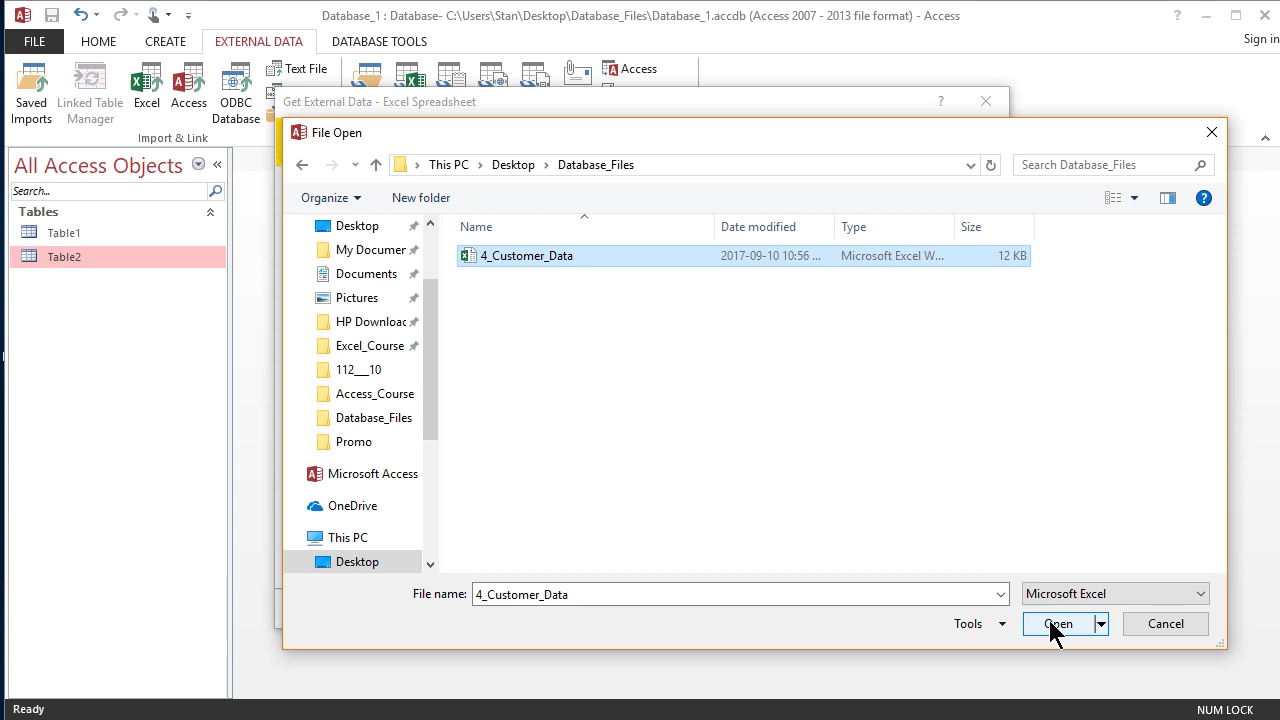 Database_1 : Database- C:\Users\Stan\Desktop\Database_Files\Database_1.accdb (Access 2007 - 2013 file format) - Access
FILE HOME CREATE EXTERNAL DATA DATABASE TOOLS
Sign in
Saved Imports
Linked Table Manager
Excel
Access
ODBC Database
Text File
Access
Import & Link
Get External Data - Excel Spreadsheet
File Open
This PC > Desktop > Database_Files
Search Database_Files
Organize
New folder
All Access Objects
Search...
Tables
Table1
Table2
Desktop
My Documen
Documents
Pictures
HP Downloac
Excel_Course
112__10
Access_Course
Database_Files
Promo
Microsoft Access
OneDrive
This PC
Desktop
Name Date modified Type Size
4_Customer_Data 2017-09-10 10:56 ... Microsoft Excel W... 12 KB
File name: 4_Customer_Data Microsoft Excel
Tools Open Cancel
Ready NUM LOCK